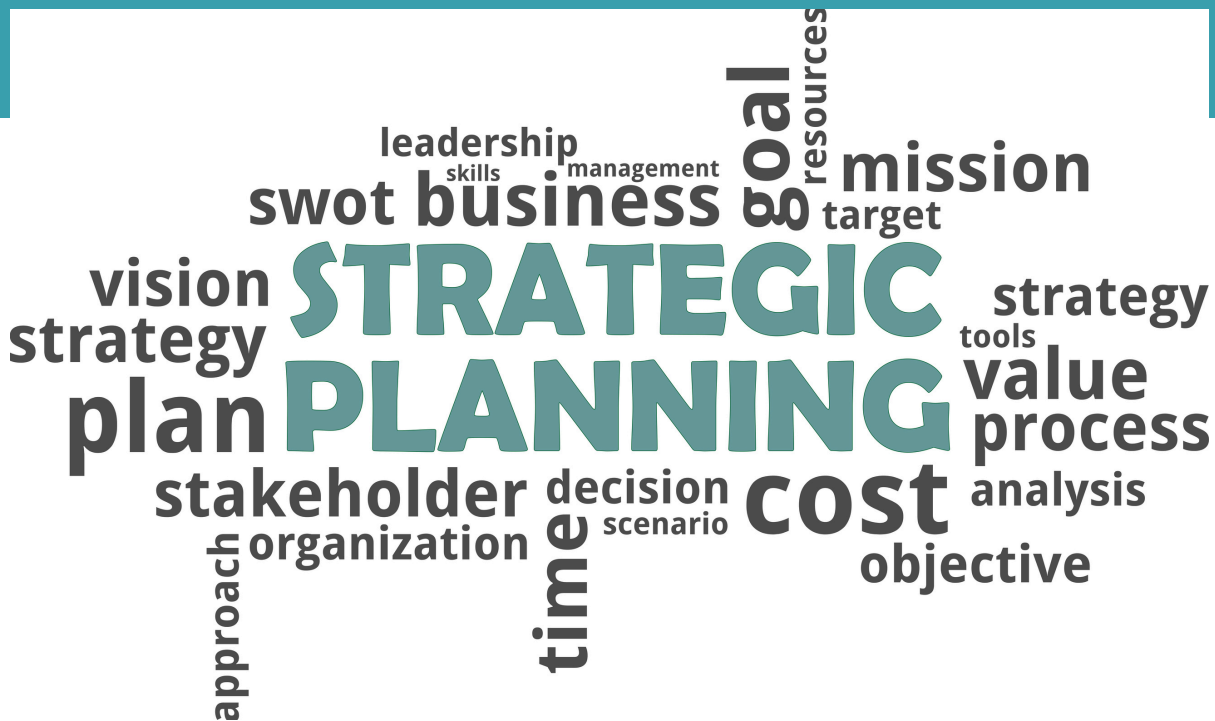 resources
goal
leadership
skills
management
mission
swot
business
target
STRATEGIC
vision
strategy
strategy
tools
plan
PLANNING
value
process
stakeholder
decision
cost
analysis
scenario
organization
time
objective
approach